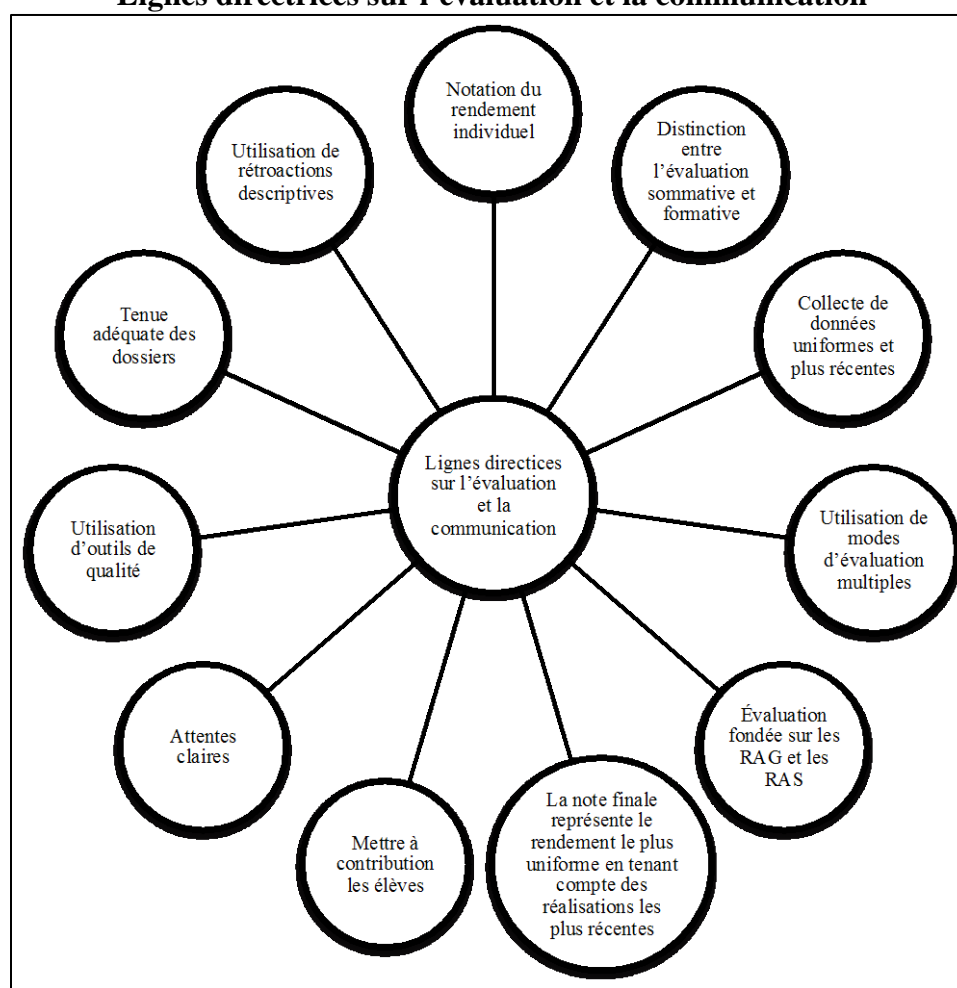 Lignes directrices sur l'évaluation et la communication
Notation du
rendement
individuel
Distinction
entre
l'évaluation
sommative et
formative
Collecte de
données
uniformes et
plus récentes
Utilisation de
modes
d'évaluation
multiples
Évaluation
fondée sur les
RAG et les
RAS
La note finale
représente le
rendement le plus
uniforme en tenant
compte des
réalisations les
plus récentes
Mettre à
contribution
les élèves
Attentes
claires
Utilisation
d'outils de
qualité
Tenue
adéquate des
dossiers
Utilisation de
rétroactions
descriptives
Lignes directices
sur l'évaluation
et la
communication